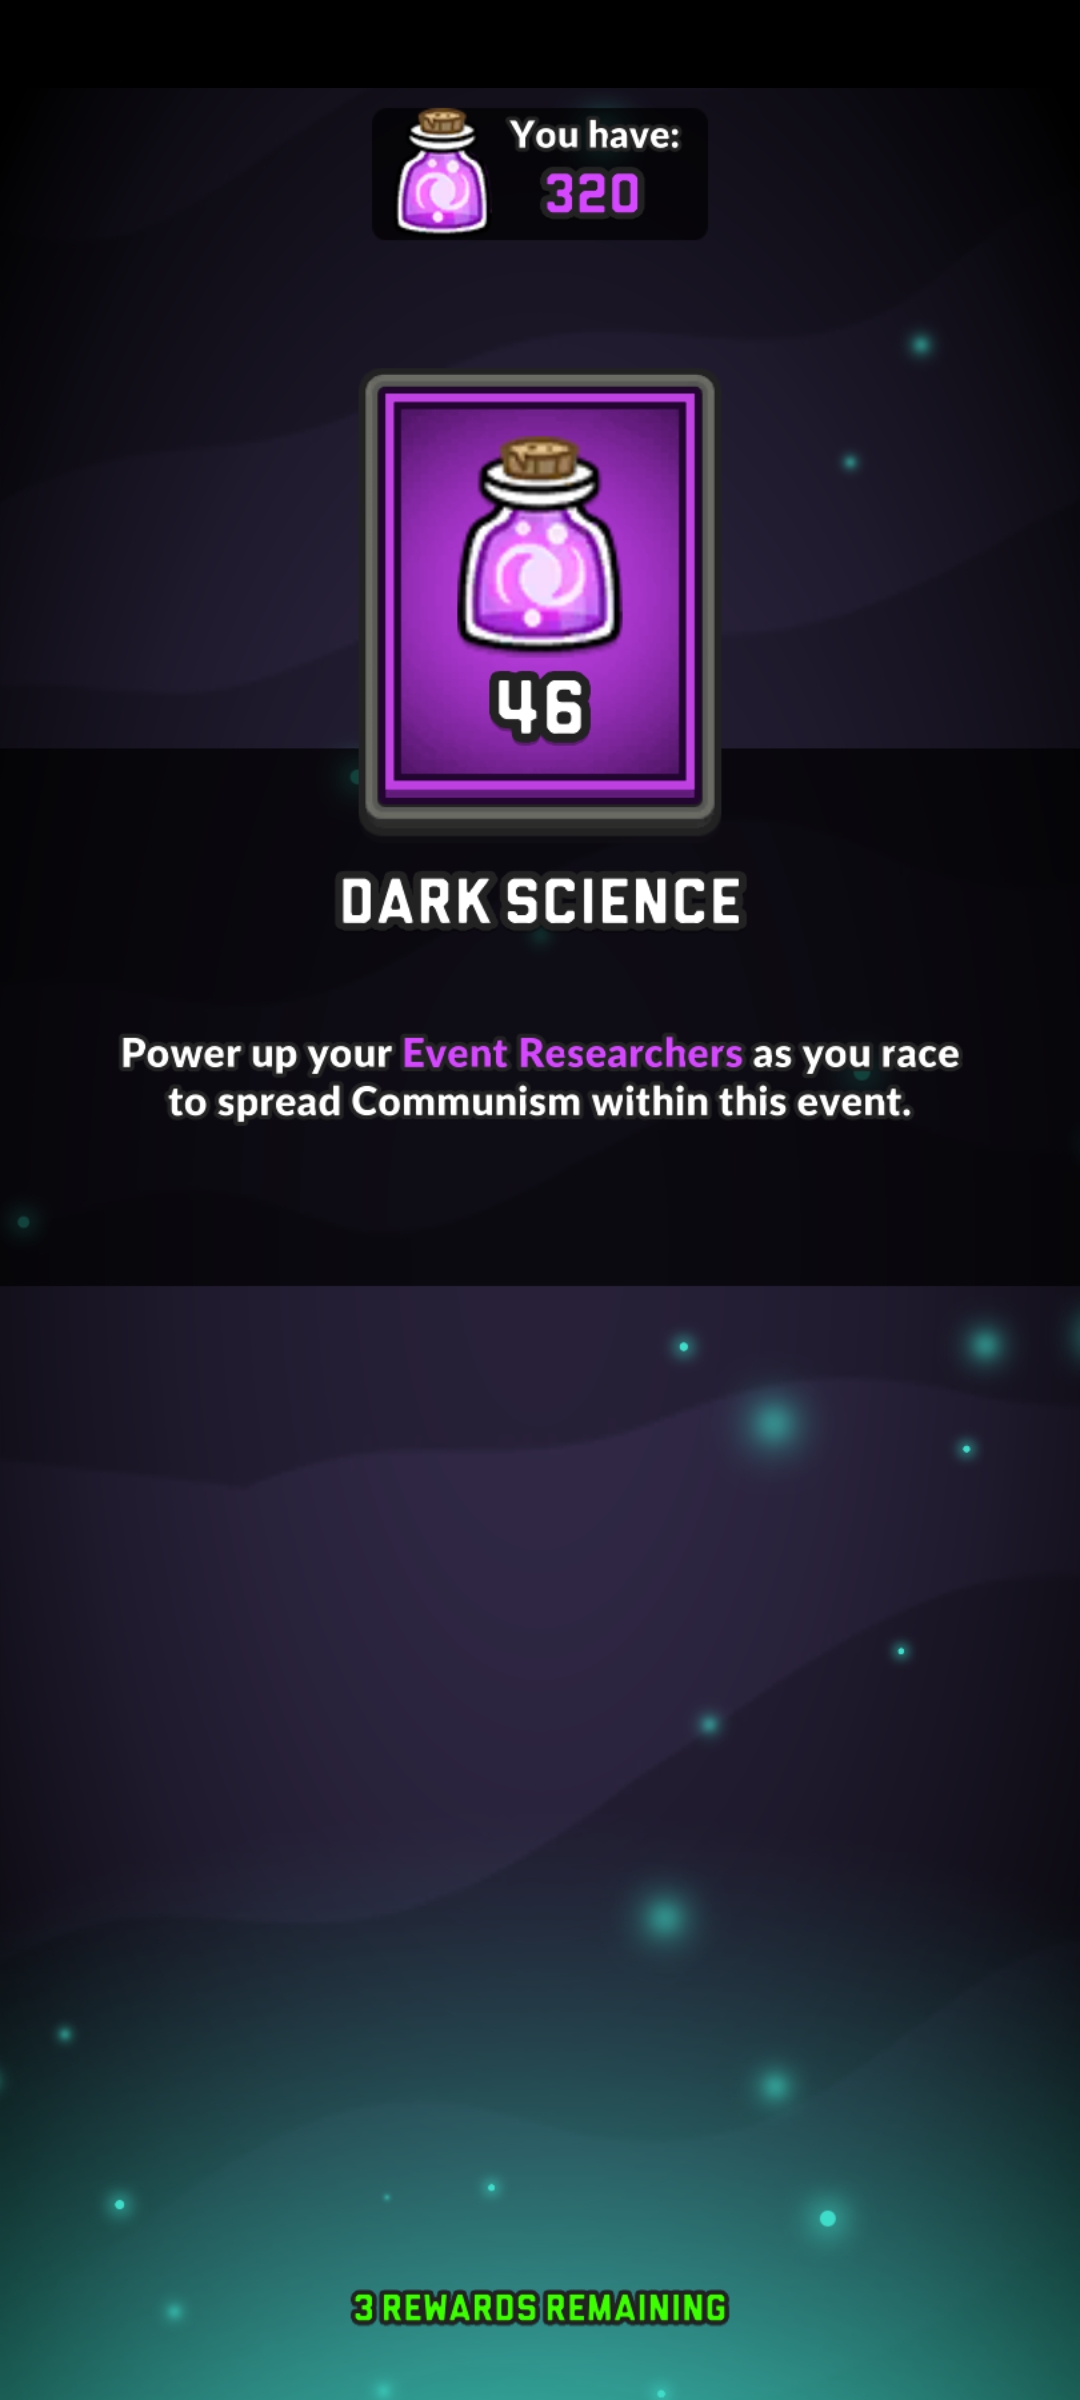 You have:
320
46
DARK SCIENCE
Power up your Event Researchers as you race
to spread Communism within this event.
3 REWARDS REMAINING